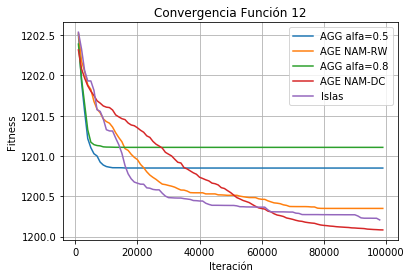 Convergencia Función 12
Fitness
1202.5
1202.0
1201.5
1201.0
1200.5
1200.0
AGG alfa=0.5
AGE NAM-RW
AGG alfa=0.8
AGE NAM-DC
Islas
0
20000
40000
60000
80000
100000
Iteración